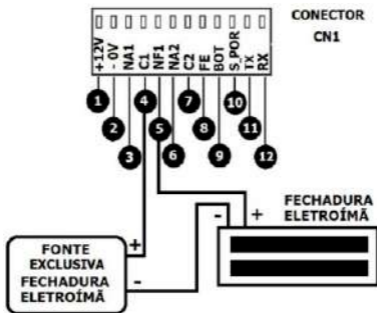 CONECTOR
CN1
+12V
- 0V
NA1
C1
NF1
NA2
C2
FE
BOT
S_POR
TX
RX
1
2
3
4
5
6
7
8
9
10
11
12
FECHADURA
ELETROÍMÃ
- +
FONTE
EXCLUSIVA
FECHADURA
ELETROÍMÃ
+
-